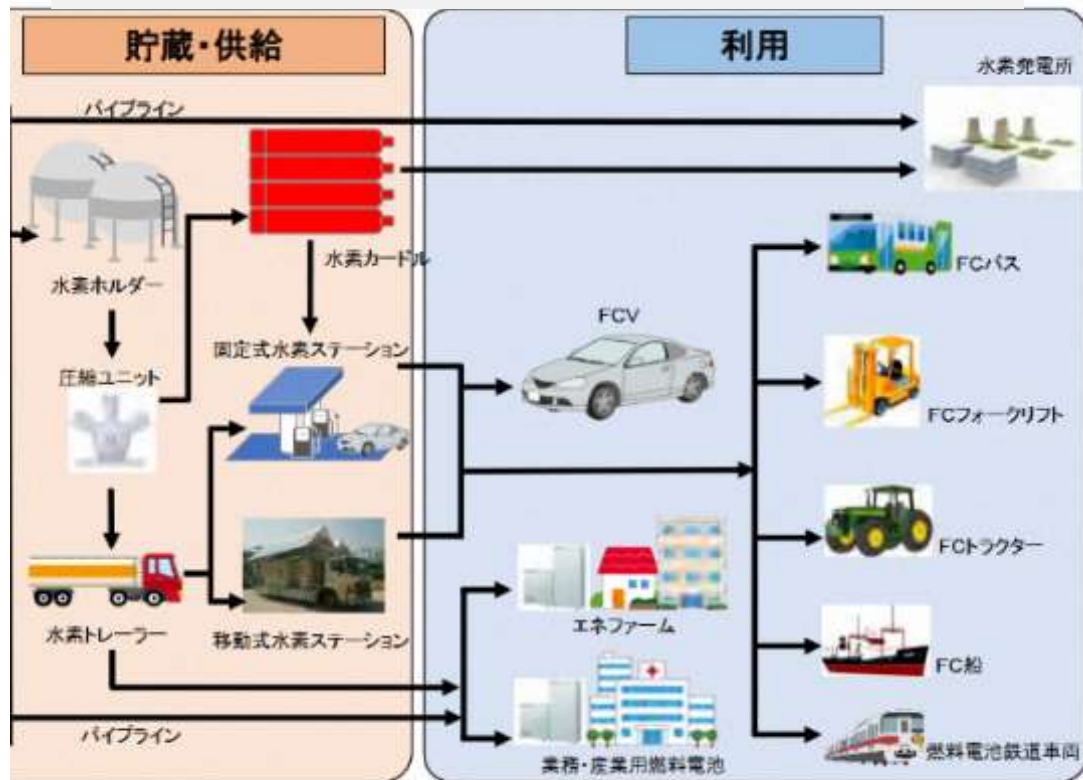 貯蔵・供給
利用
水素発電所
パイプライン
水素ホルダー
水素カードル
FCバス
圧縮ユニット
固定式水素ステーション
FCV
FCフォークリフト
FCトラクター
水素トレーラー
移動式水素ステーション
エネファーム
FC船
パイプライン
業務・産業用燃料電池
燃料電池鉄道車両